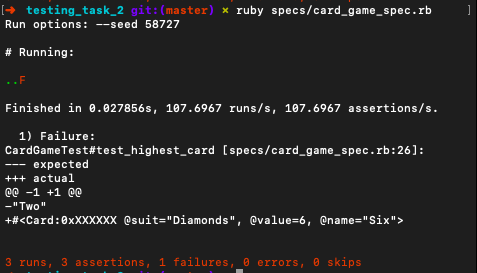 [➜ testing_task_2 git:(master) ✗ ruby specs/card_game_spec.rb ]
Run options: --seed 58727
# Running:
..F
Finished in 0.027856s, 107.6967 runs/s, 107.6967 assertions/s.
1) Failure:
CardGameTest#test_highest_card [specs/card_game_spec.rb:26]:
--- expected
+++ actual
@@ -1 +1 @@
-"Two"
+#<Card:0xXXXXXX @suit="Diamonds", @value=6, @name="Six">
3 runs, 3 assertions, 1 failures, 0 errors, 0 skips